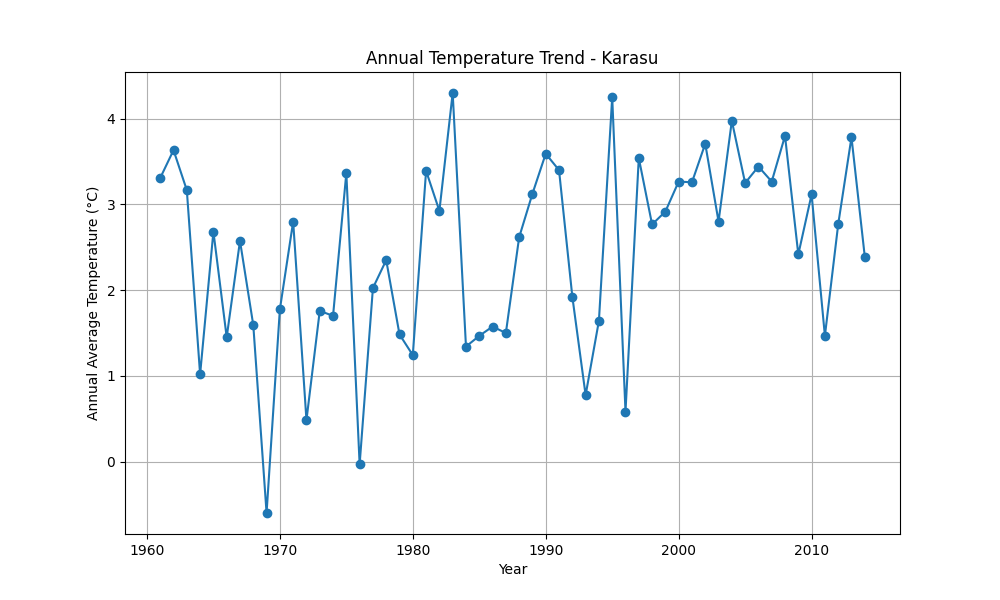 Annual Temperature Trend - Karasu
Annual Average Temperature (°C)
4
3
2
1
0
1960 1970 1980 1990 2000 2010
Year